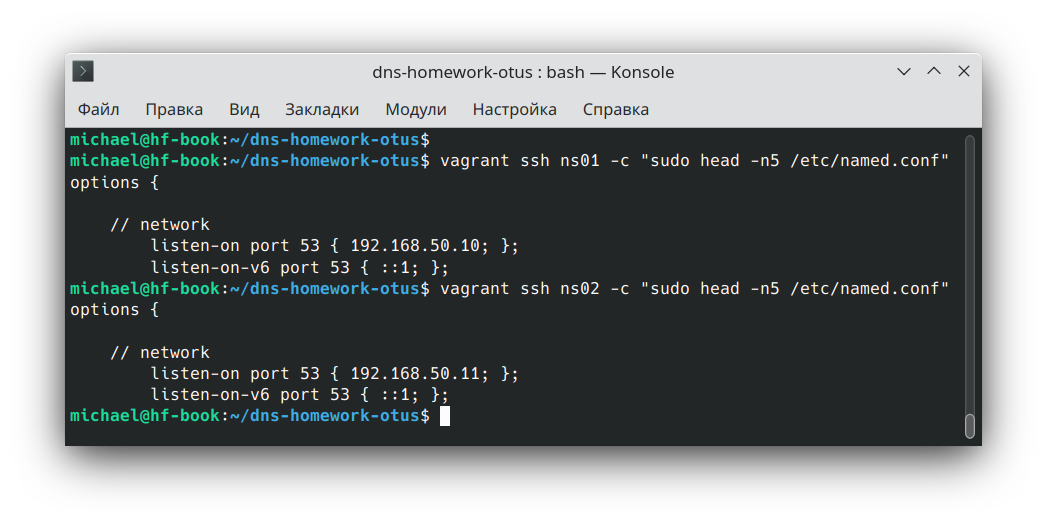 dns-homework-otus : bash — Konsole
Файл Правка Вид Закладки Модули Настройка Справка
michael@hf-book:~/dns-homework-otus$
michael@hf-book:~/dns-homework-otus$ vagrant ssh ns01 -c "sudo head -n5 /etc/named.conf"
options {
    // network
        listen-on port 53 { 192.168.50.10; };
        listen-on-v6 port 53 { ::1; };
michael@hf-book:~/dns-homework-otus$ vagrant ssh ns02 -c "sudo head -n5 /etc/named.conf"
options {
    // network
        listen-on port 53 { 192.168.50.11; };
        listen-on-v6 port 53 { ::1; };
michael@hf-book:~/dns-homework-otus$